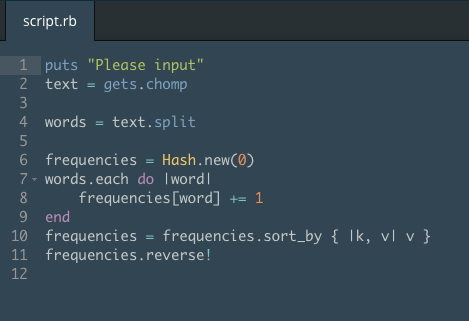 script.rb
1 puts "Please input"
2 text = gets.chomp
3
4 words = text.split
5
6 frequencies = Hash.new(0)
7 words.each do |word|
8     frequencies[word] += 1
9 end
10 frequencies = frequencies.sort_by { |k, v| v }
11 frequencies.reverse!
12